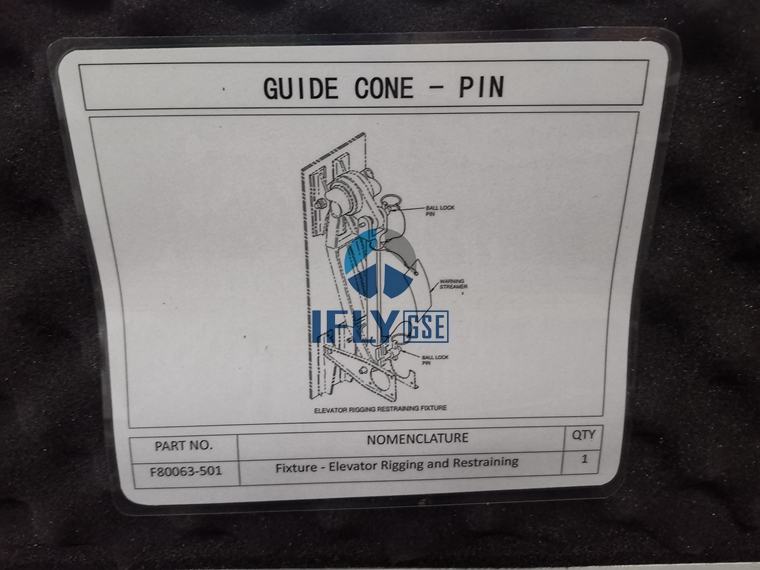 GUIDE CONE - PIN
BALL LOCK
PIN
WARNING
STREAMER
IFLY GSE
BALL LOCK
PIN
ELEVATOR RIGGING RESTRAINING FIXTURE
PART NO. NOMENCLATURE QTY
F80063-501 Fixture - Elevator Rigging and Restraining 1